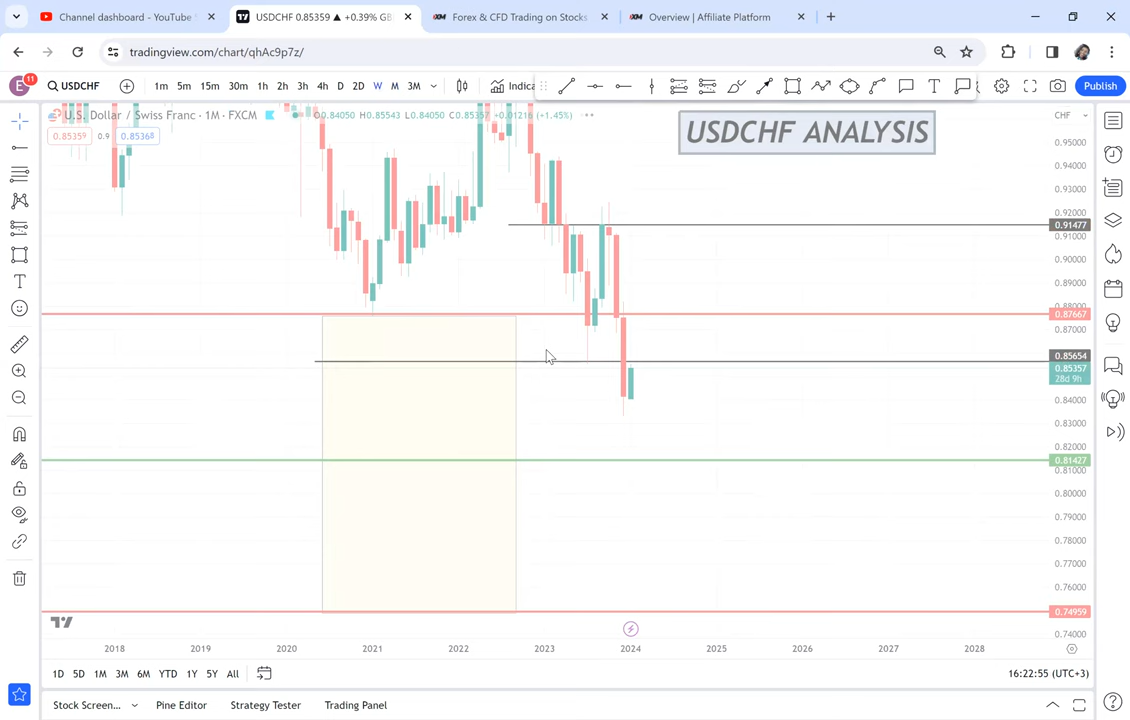 Channel dashboard - YouTube
USDCHF 0.85359 ▲ +0.39% GB
Forex & CFD Trading on Stocks
Overview | Affiliate Platform
tradingview.com/chart/qhAc9p7z/
E
11
USDCHF
1m 5m 15m 30m 1h 2h 3h 4h D 2D W M 3M
Indica
Publish
U.S. Dollar / Swiss Franc · 1M · FXCM
O0.84050 H0.85543 L0.84050 C0.85357 +0.01216 (+1.45%)
CHF
0.85359
0.9
0.85368
USDCHF ANALYSIS
0.95000
0.94000
0.93000
0.92000
0.91477
0.91000
0.90000
0.89000
0.88000
0.87667
0.87000
0.85654
0.85357
28d 9h
0.84000
0.83000
0.82000
0.81427
0.81000
0.80000
0.79000
0.78000
0.77000
0.76000
0.74959
0.74000
2018 2019 2020 2021 2022 2023 2024 2025 2026 2027 2028
1D 5D 1M 3M 6M YTD 1Y 5Y All
16:22:55 (UTC+3)
Stock Screen... Pine Editor Strategy Tester Trading Panel